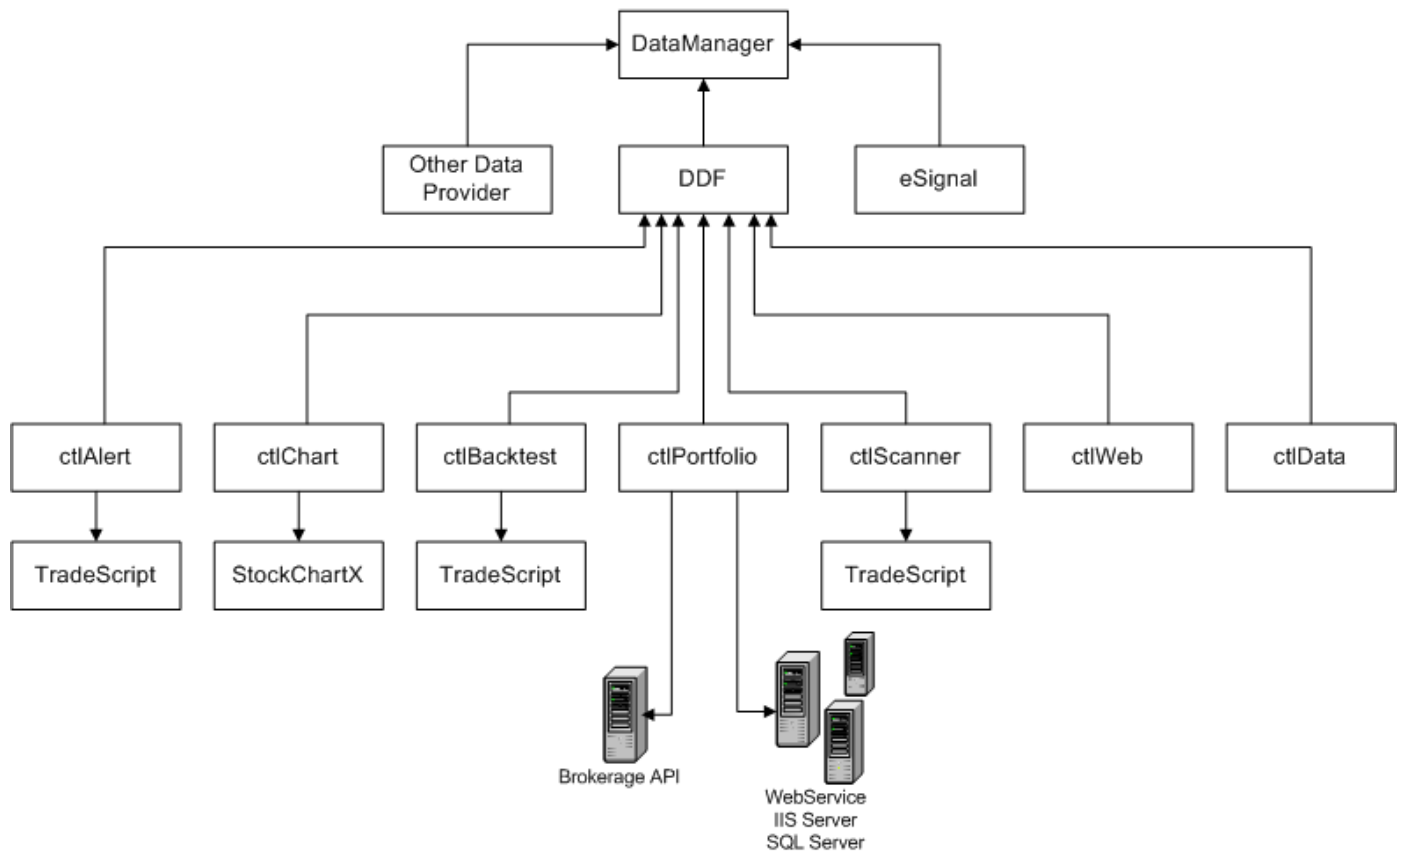 DataManager
Other Data
Provider
DDF
eSignal
ctlAlert
ctlChart
ctlBacktest
ctlPortfolio
ctlScanner
ctlWeb
ctlData
TradeScript
StockChartX
TradeScript
TradeScript
Brokerage API
WebService
IIS Server
SQL Server